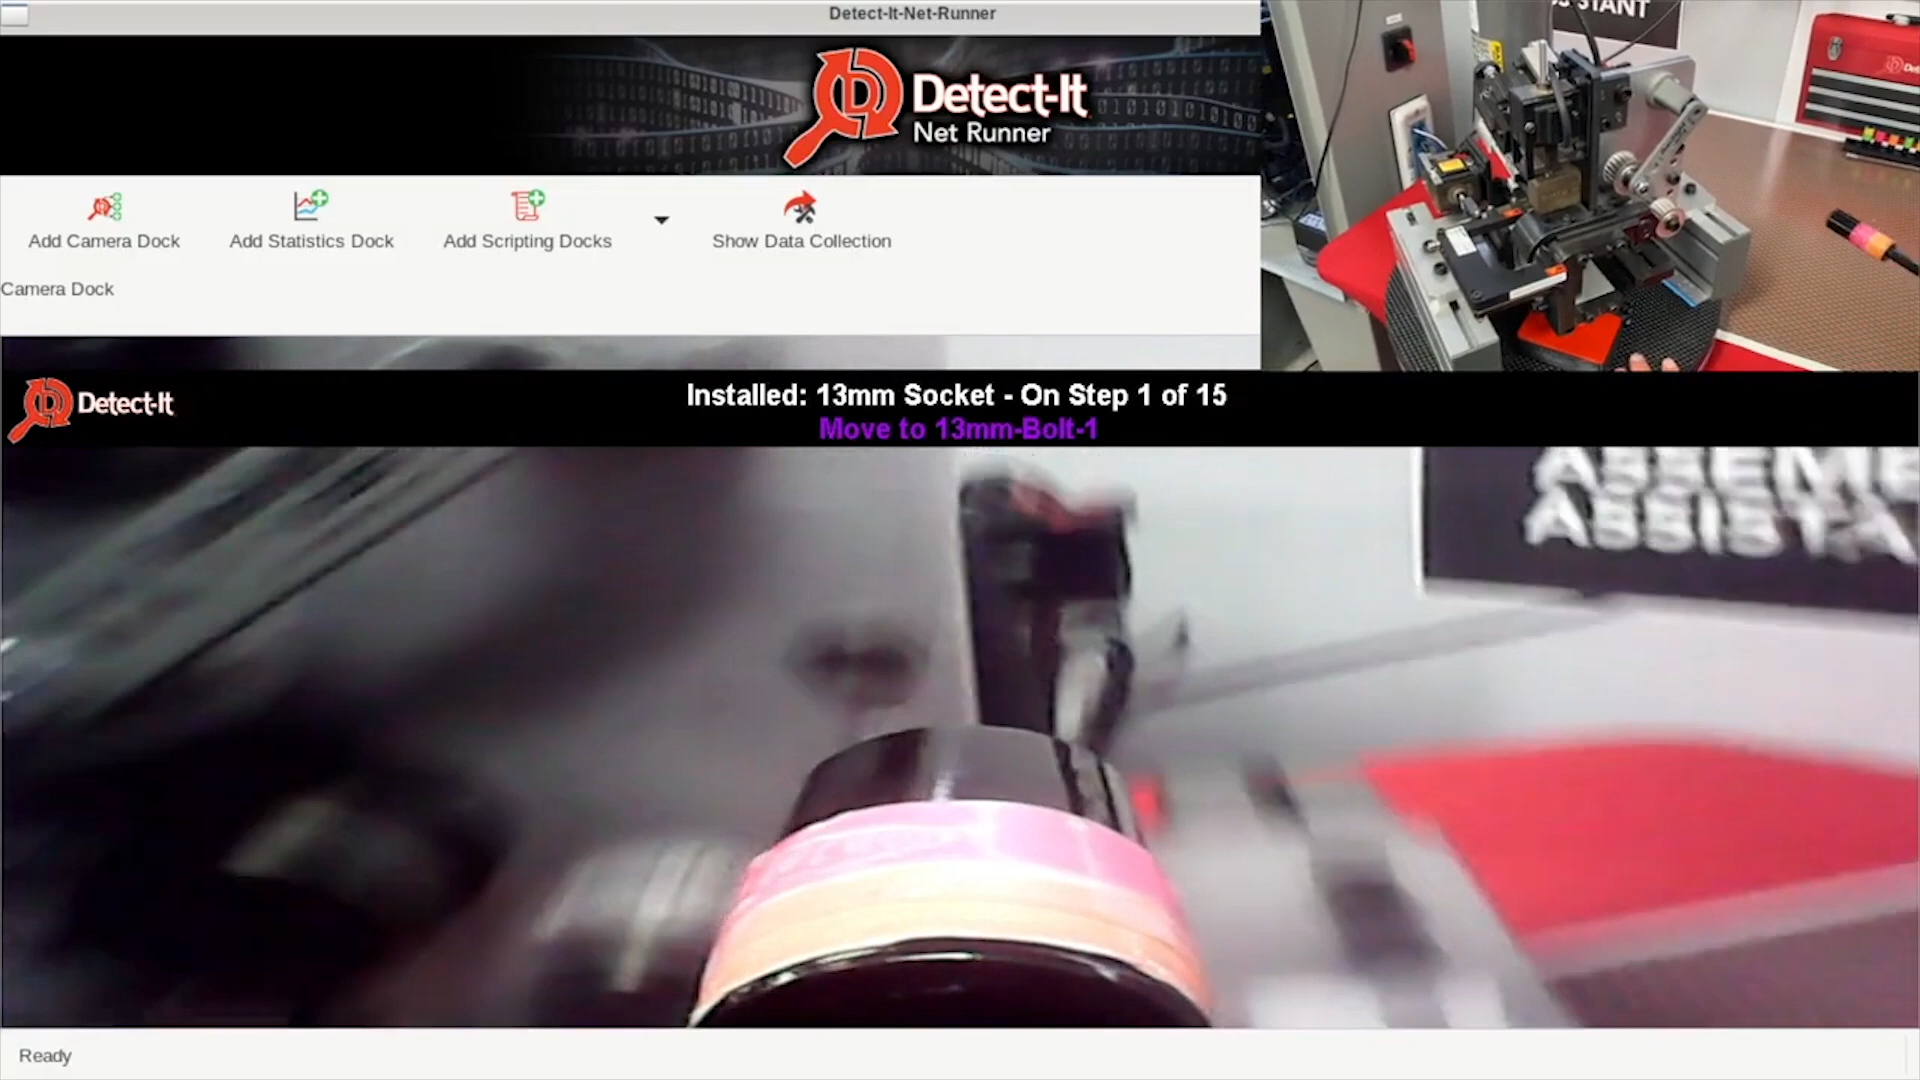 Detect-It-Net-Runner
Detect-It
Net Runner
Add Camera Dock
Add Statistics Dock
Add Scripting Docks
Show Data Collection
Camera Dock
Detect-It
Installed: 13mm Socket - On Step 1 of 15
Move to 13mm-Bolt-1
Ready